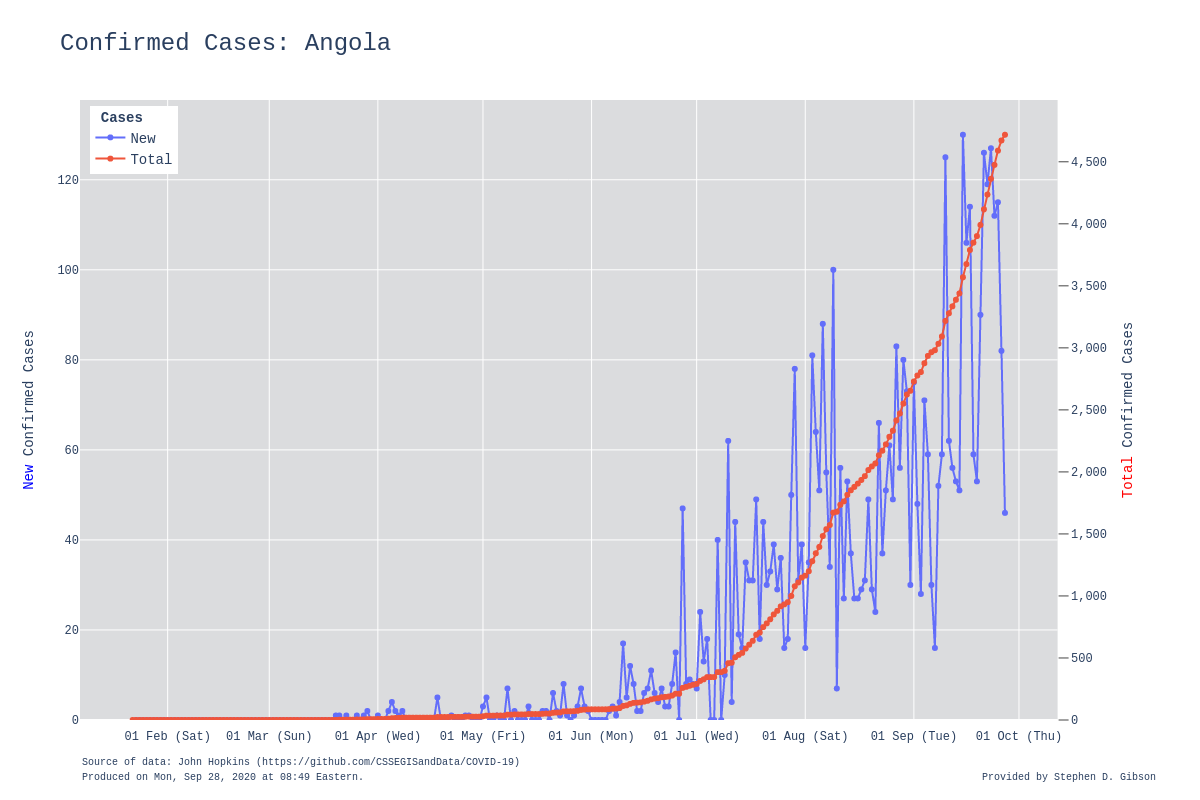 Confirmed Cases: Angola
Cases
New
Total
120
100
80
60
40
20
0
New Confirmed Cases
4,500
4,000
3,500
3,000
2,500
2,000
1,500
1,000
500
0
Total Confirmed Cases
01 Feb (Sat) 01 Mar (Sun) 01 Apr (Wed) 01 May (Fri) 01 Jun (Mon) 01 Jul (Wed) 01 Aug (Sat) 01 Sep (Tue) 01 Oct (Thu)
Source of data: John Hopkins (https://github.com/CSSEGISandData/COVID-19)
Produced on Mon, Sep 28, 2020 at 08:49 Eastern.
Provided by Stephen D. Gibson